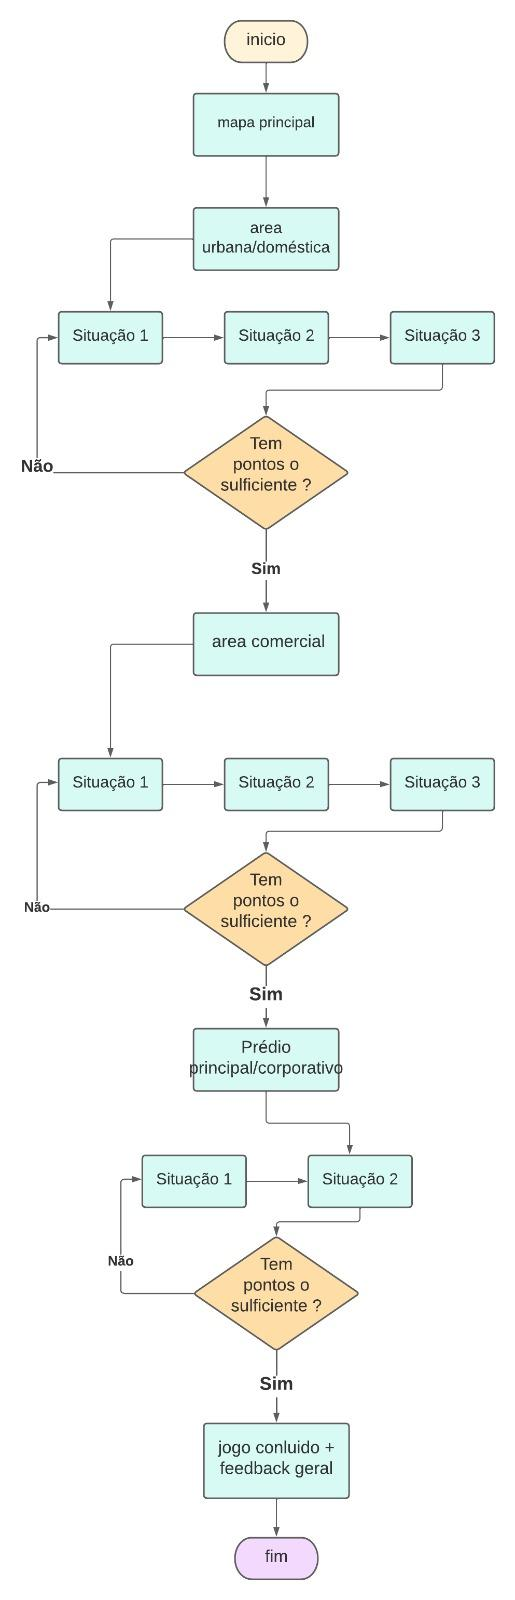 inicio
mapa principal
area
urbana/doméstica
Situação 1
Situação 2
Situação 3
Tem
pontos o
sulficiente ?
Não
Sim
area comercial
Situação 1
Situação 2
Situação 3
Tem
pontos o
sulficiente ?
Não
Sim
Prédio
principal/corporativo
Situação 1
Situação 2
Tem
pontos o
sulficiente ?
Não
Sim
jogo conluido +
feedback geral
fim